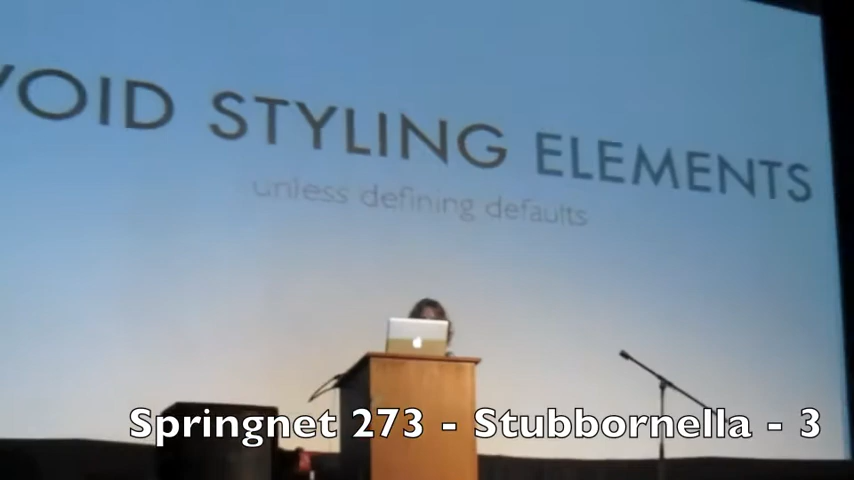 VOID STYLING ELEMENTS
unless defining defaults
Springnet 273 - Stubbornella - 3